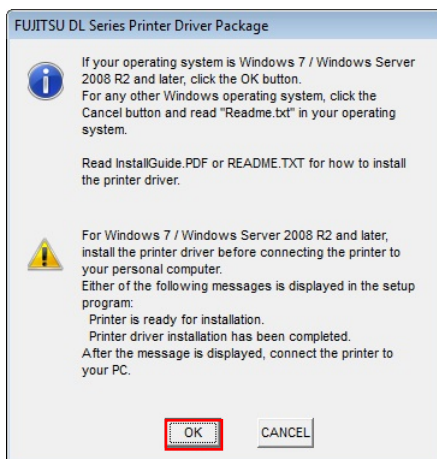 FUJITSU DL Series Printer Driver Package
If your operating system is Windows 7 / Windows Server
2008 R2 and later, click the OK button.
For any other Windows operating system, click the
Cancel button and read "Readme.txt" in your operating
system.
Read InstallGuide.PDF or README.TXT for how to install
the printer driver.
For Windows 7 / Windows Server 2008 R2 and later,
install the printer driver before connecting the printer to
your personal computer.
Either of the following messages is displayed in the setup
program:
Printer is ready for installation.
Printer driver installation has been completed.
After the message is displayed, connect the printer to
your PC.
OK
CANCEL